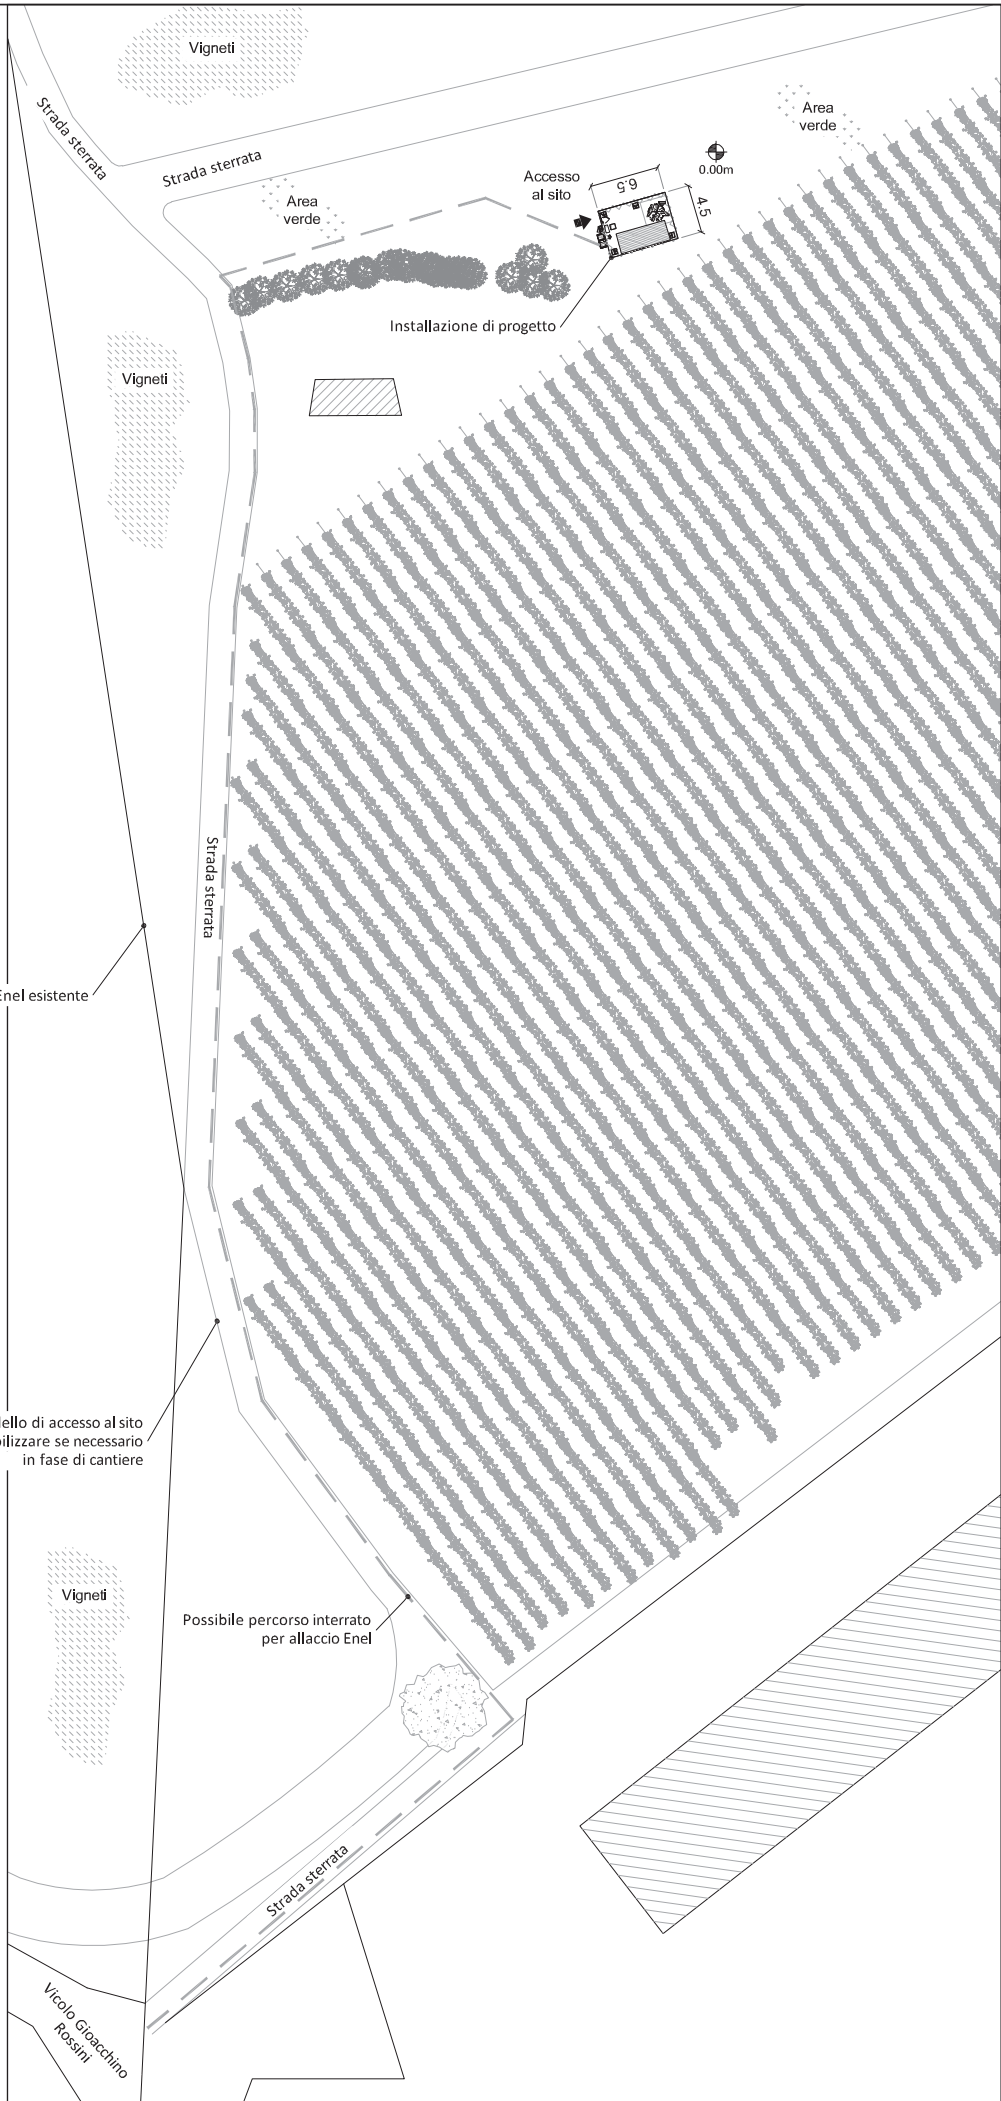 Vigneti
Strada sterrata
Strada sterrata
Area
verde
0.00m
Accesso
al sito
6.5
4.5
Area
verde
Installazione di progetto
Vigneti
Strada sterrata
Enel esistente
di accesso al sito
se necessario
in fase di cantiere
Vigneti
Possibile percorso interrato
per allaccio Enel
Strada sterrata
Vicolo Gioacchino
Rossini